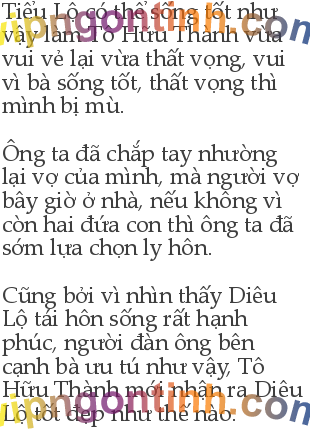 Tiểu Lộ có thể sống tốt như
vậy làm Tô Hữu Thành vừa
vui vẻ lại vừa thất vọng, vui
vì bà sống tốt, thất vọng thì
mình bị mù.
Ông ta đã chắp tay nhường
lại vợ của mình, mà người vợ
bây giờ ở nhà, nếu không vì
còn hai đứa con thì ông ta đã
sớm lựa chọn ly hôn.
Cũng bởi vì nhìn thấy Diêu
Lộ tái hôn sống rất hạnh
phúc, người đàn ông bên
cạnh bà ưu tú như vậy, Tô
Hữu Thành mới nhận ra Diêu
Lộ tốt đẹp như thế nào.
vipngontinh.com
vipngontinh.com